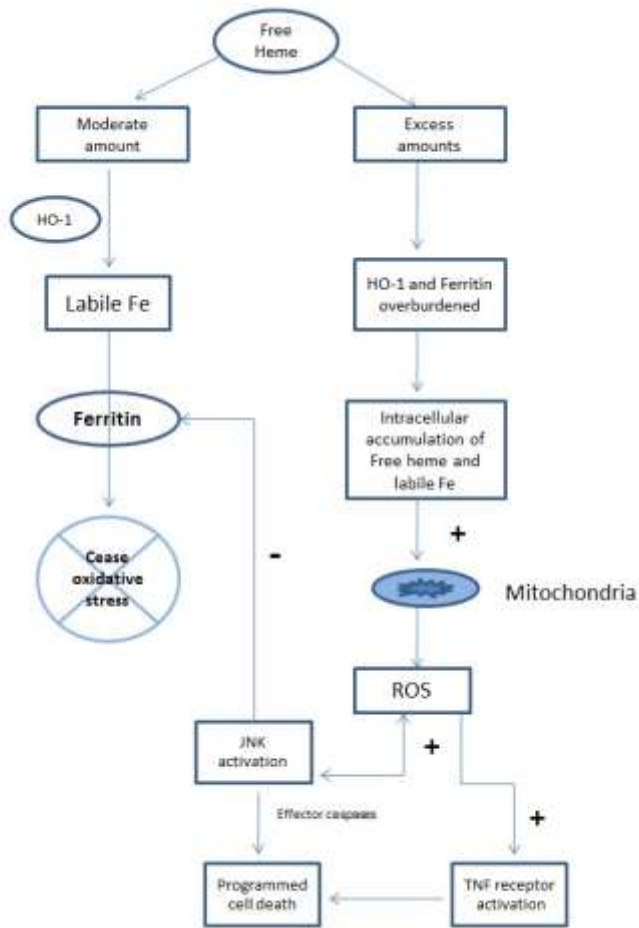 Free
Heme
Moderate
amount
Excess
amounts
HO-1
Labile Fe
HO-1 and Ferritin
overburdened
Ferritin
Intracellular
accumulation of
Free heme and
labile Fe
+
-
Cease
oxidative
stress
Mitochondria
ROS
JNK
activation
+
Effector caspases
+
Programmed
cell death
TNF receptor
activation